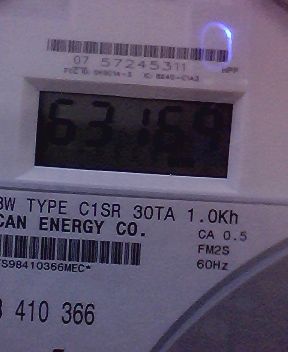 07 57245311
HPP
63169
3W TYPE C1SR 30TA 1.0Kh
CAN ENERGY CO.
CA 0.5
FM2S
60Hz
S98410366MEC*
410 366